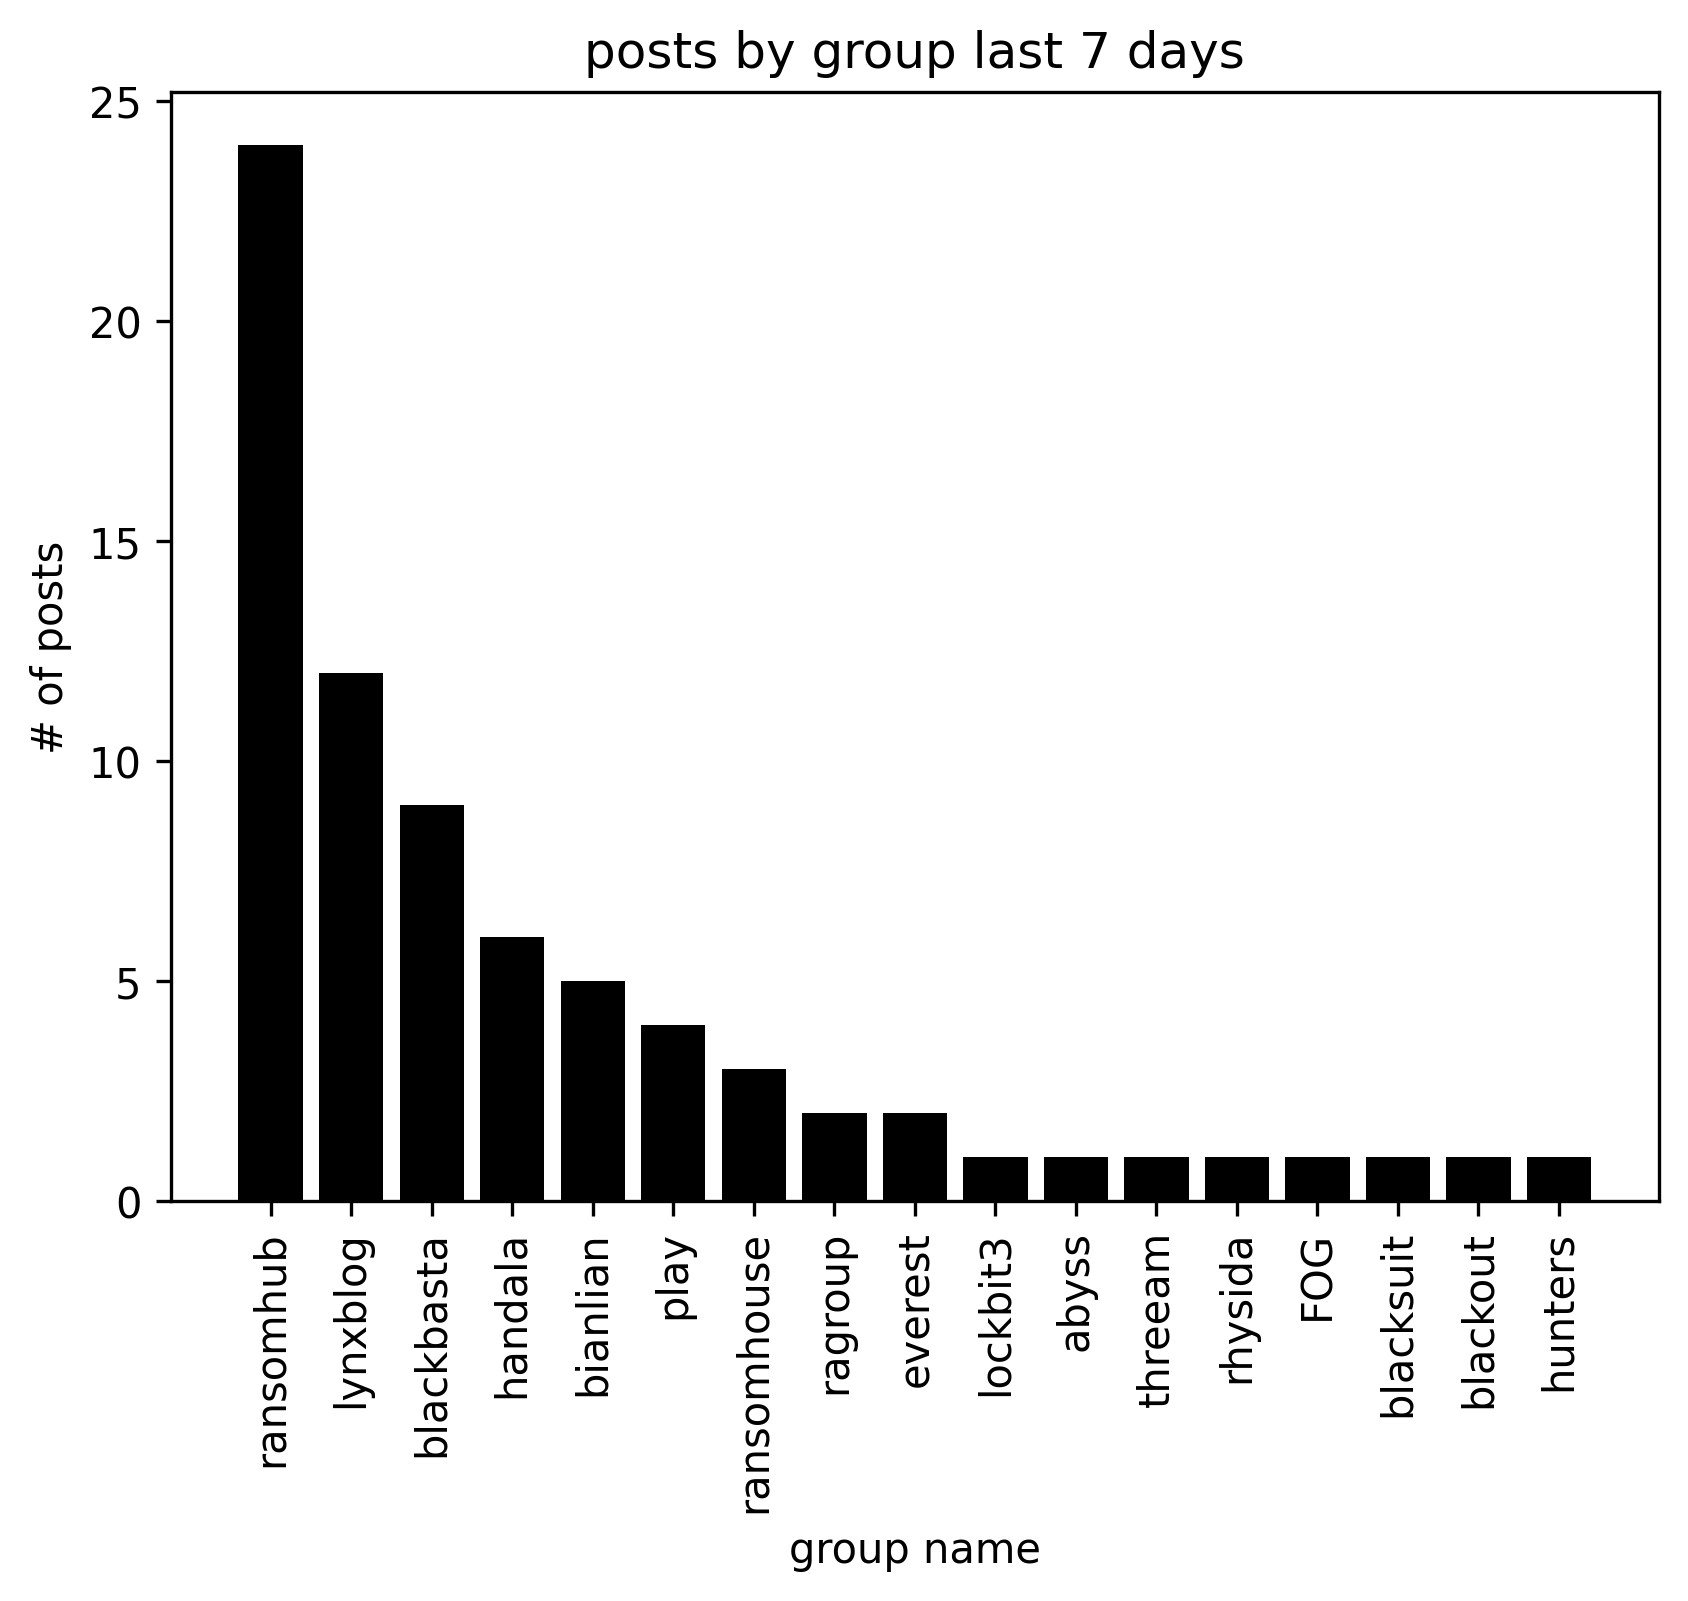 posts by group last 7 days
25
20
15
10
5
0
# of posts
ransomhub
lynxblog
blackbasta
handala
bianlian
play
ransomhouse
ragroup
everest
lockbit3
abyss
threeam
rhysida
FOG
blacksuit
blackout
hunters
group name